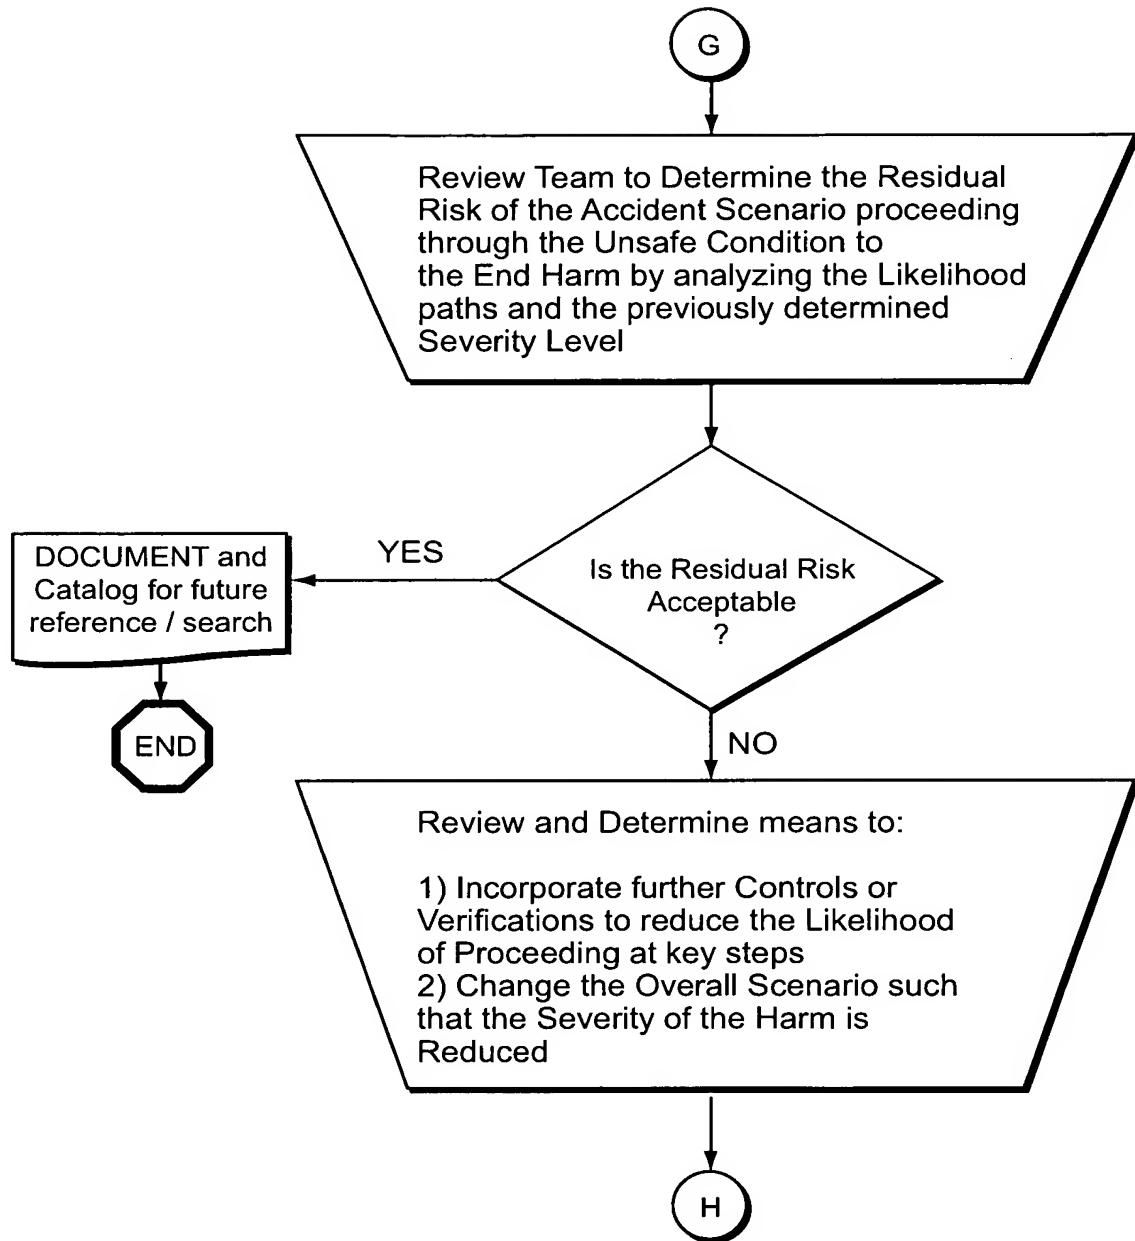 G
Review Team to Determine the Residual
Risk of the Accident Scenario proceeding
through the Unsafe Condition to
the End Harm by analyzing the Likelihood
paths and the previously determined
Severity Level
Is the Residual Risk
Acceptable
?
YES
DOCUMENT and
Catalog for future
reference / search
END
NO
Review and Determine means to:
1) Incorporate further Controls or
Verifications to reduce the Likelihood
of Proceeding at key steps
2) Change the Overall Scenario such
that the Severity of the Harm is
Reduced
H